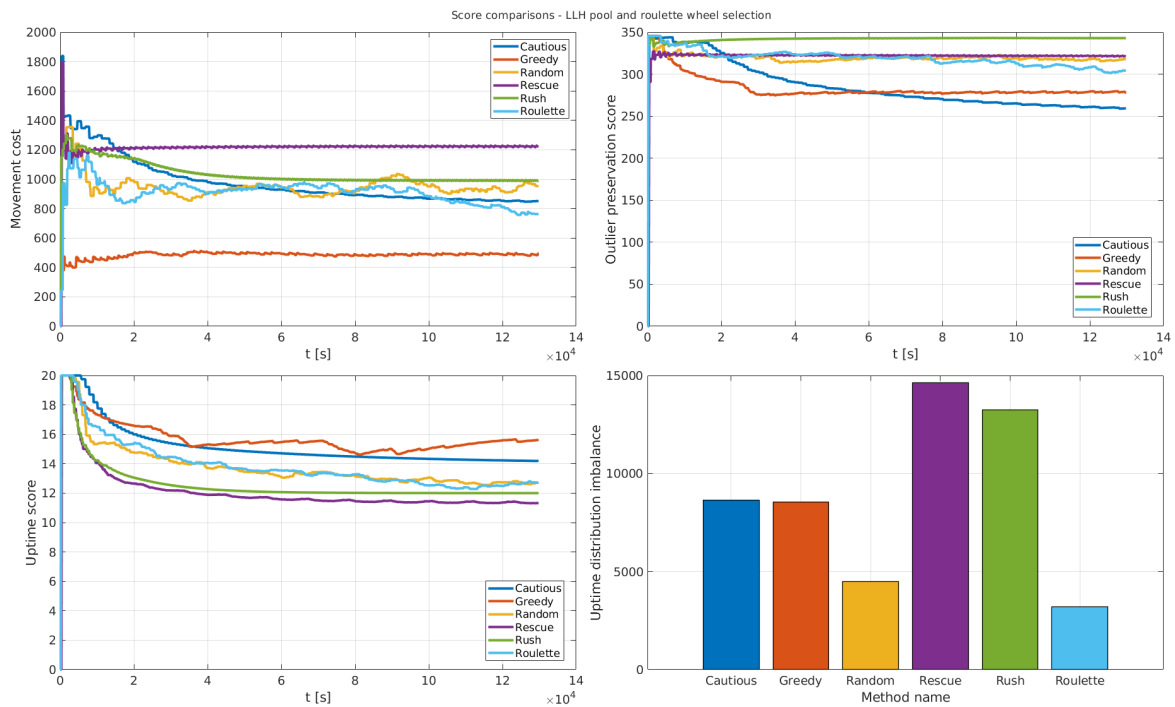 Score comparisons - LLH pool and roulette wheel selection
2000
1800
1600
1400
1200
1000
800
600
400
200
0
Movement cost
0 2 4 6 8 10 12 14
t [s]
×10⁴
Cautious
Greedy
Random
Rescue
Rush
Roulette
350
300
250
200
150
100
50
0
Outlier preservation score
0 2 4 6 8 10 12 14
t [s]
×10⁴
Cautious
Greedy
Random
Rescue
Rush
Roulette
20
18
16
14
12
10
8
6
4
2
0
Uptime score
0 2 4 6 8 10 12 14
t [s]
×10⁴
Cautious
Greedy
Random
Rescue
Rush
Roulette
15000
10000
5000
0
Uptime distribution imbalance
Cautious Greedy Random Rescue Rush Roulette
Method name